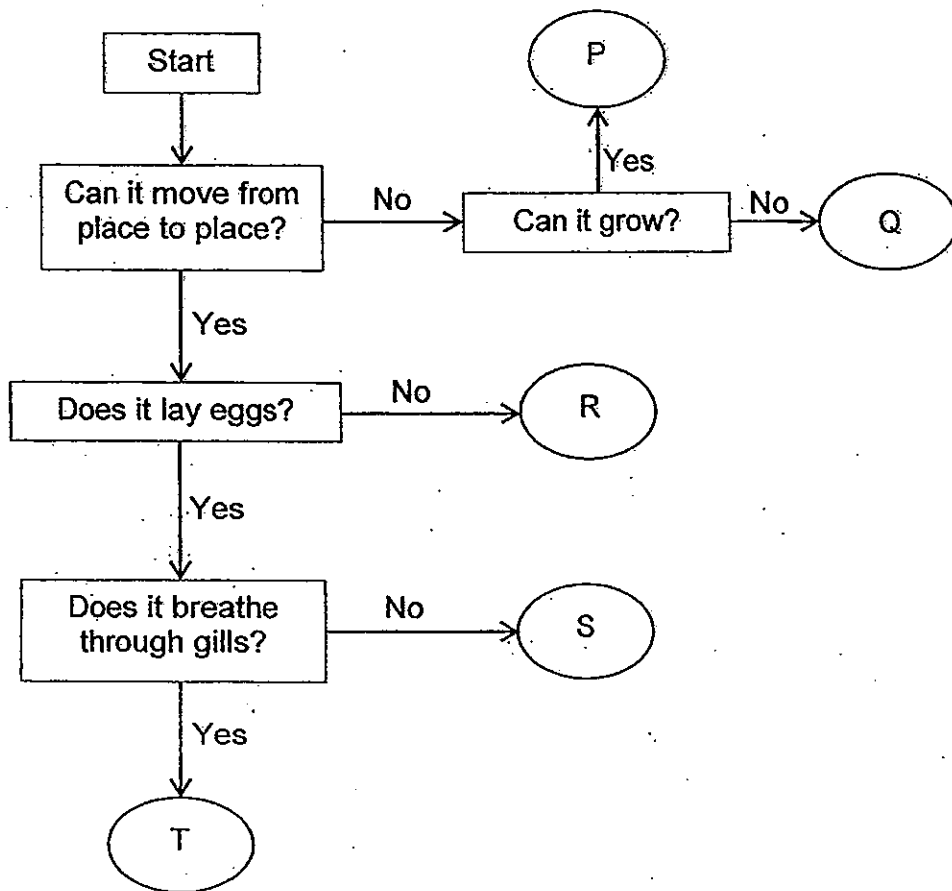 Start
P
Yes
Can it move from
place to place?
No
Can it grow?
No
Q
Yes
Does it lay eggs?
No
R
Yes
Does it breathe
through gills?
No
S
Yes
T